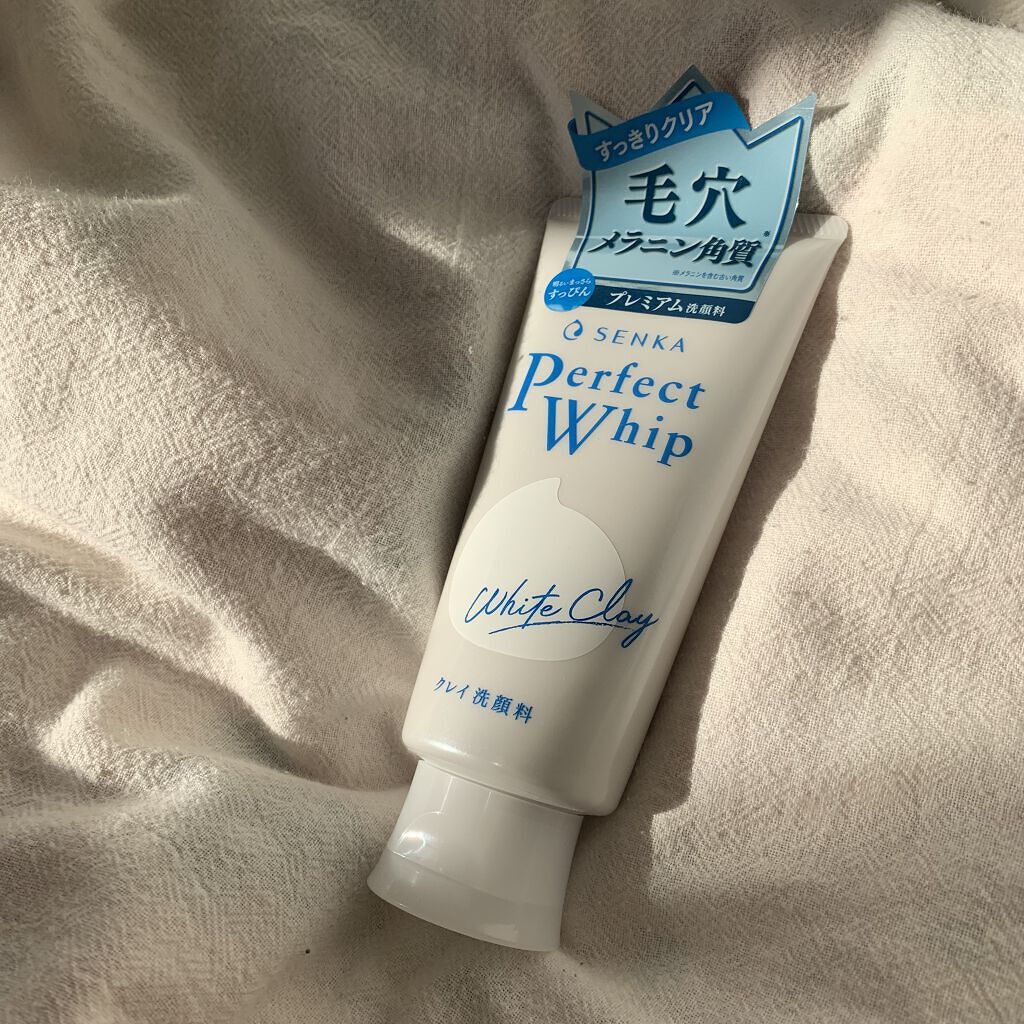 すっきりクリア
毛穴
メラニン角質※
※メラニンを含む古い角質
明るいまっさら
すっぴん
プレミアム洗顔料
SENKA
Perfect
Whip
White Clay
クレイ洗顔料